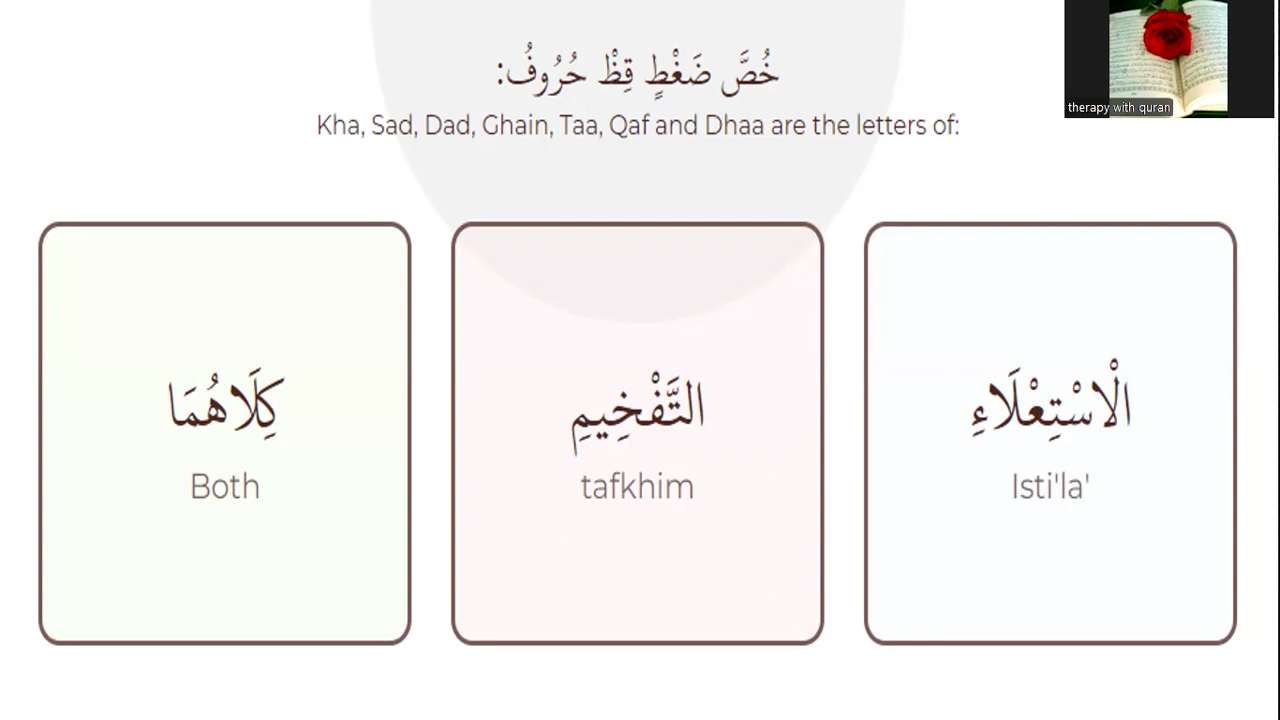 خُصَّ ضَغْطٍ قِظْ حُرُوفُ:
Kha, Sad, Dad, Ghain, Taa, Qaf and Dhaa are the letters of:
therapy with quran
كِلَاهُمَا
Both
التَّفْخِيمِ
tafkhim
الْاسْتِعْلَاءِ
Isti'la'